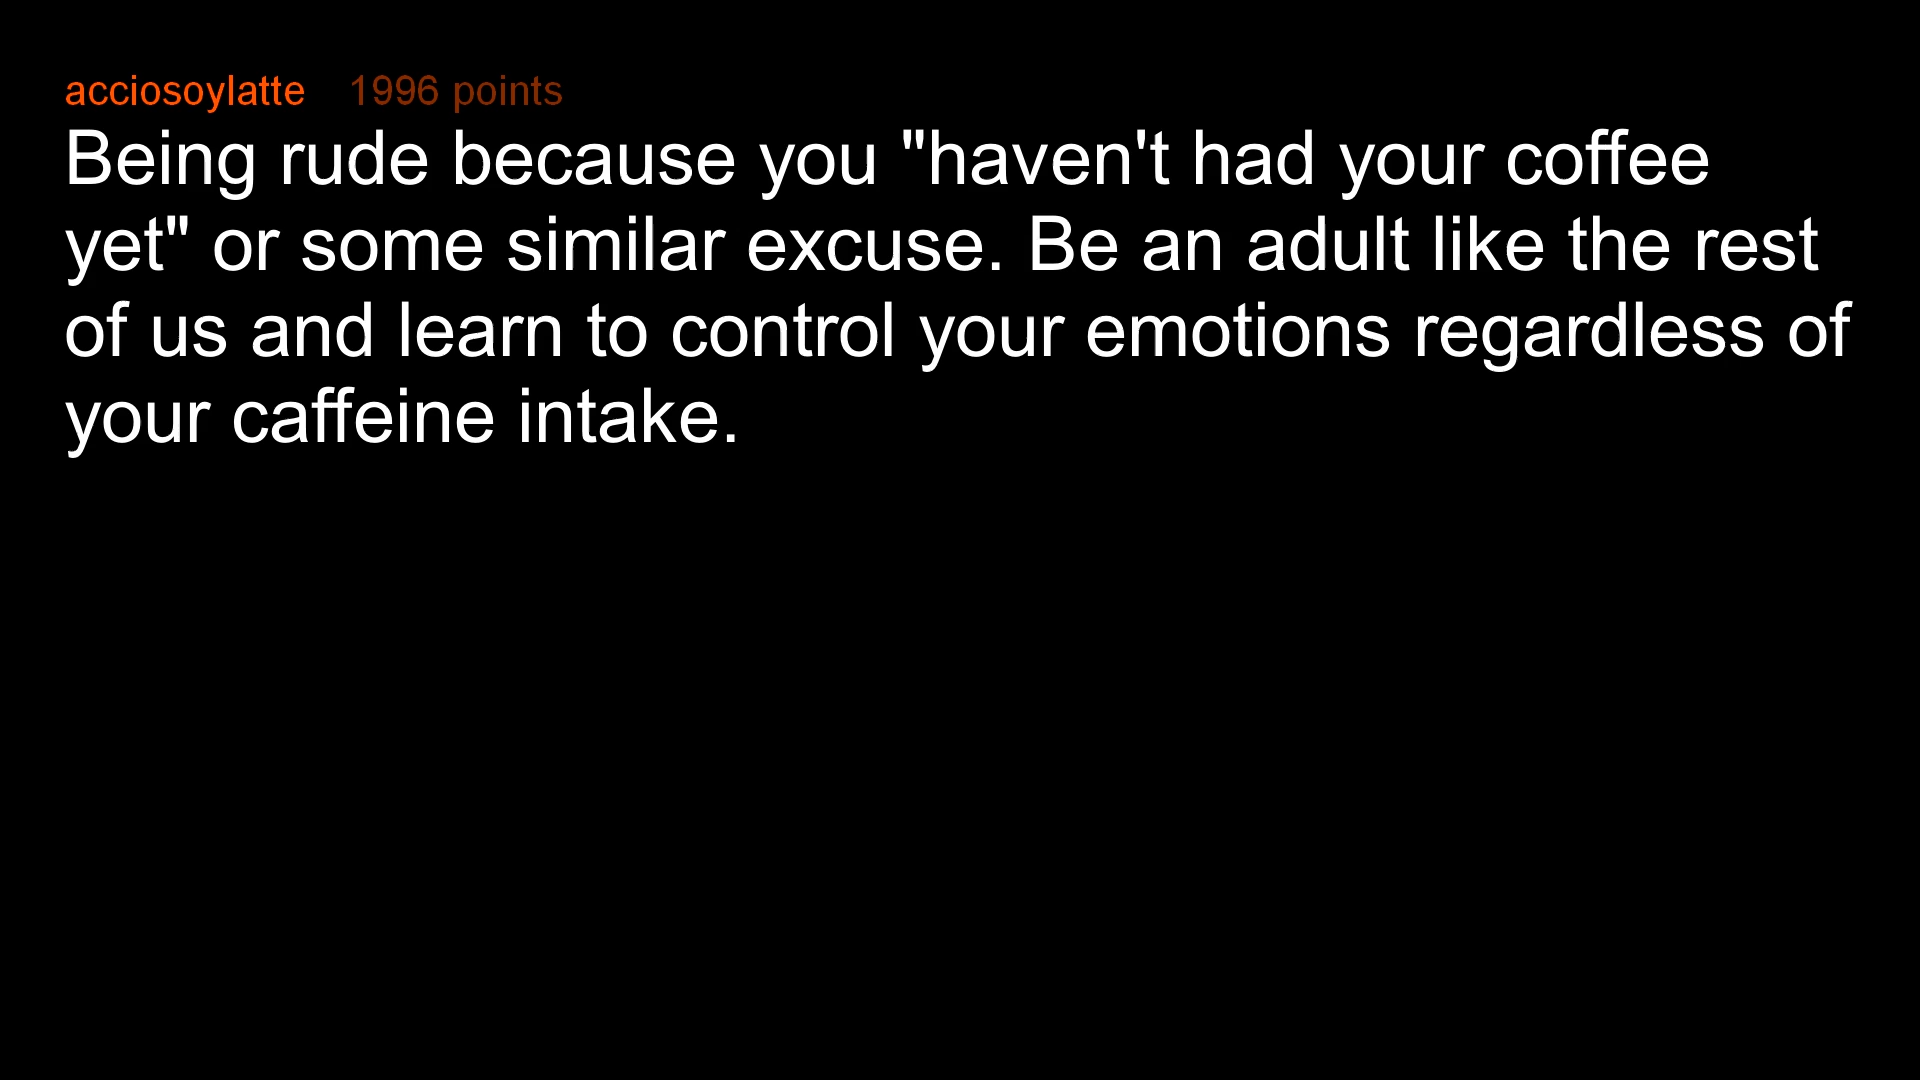 acciosoylatte 1996 points
Being rude because you "haven't had your coffee
yet" or some similar excuse. Be an adult like the rest
of us and learn to control your emotions regardless of
your caffeine intake.